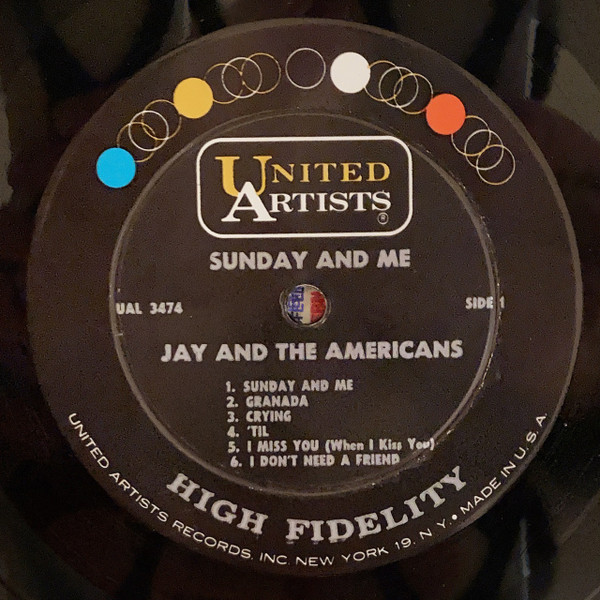 UNITED
ARTISTS
®
SUNDAY AND ME
UAL 3474
SIDE 1
JAY AND THE AMERICANS
1. SUNDAY AND ME
2. GRANADA
3. CRYING
4. 'TIL
5. I MISS YOU (When I Kiss You)
6. I DON'T NEED A FRIEND
HIGH FIDELITY
UNITED ARTISTS RECORDS, INC. NEW YORK 19, N.Y. • MADE IN U.S.A.